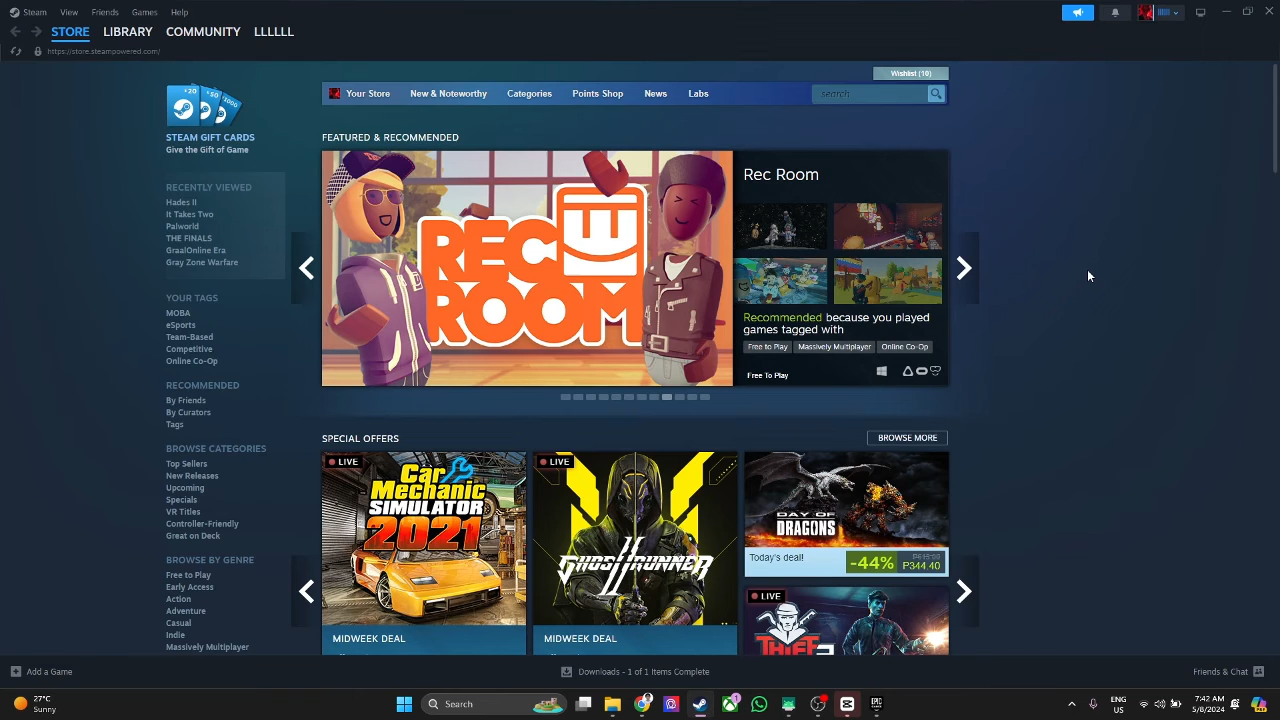 Steam View Friends Games Help
STORE LIBRARY COMMUNITY LLLLLL
https://store.steampowered.com/
Wishlist (10)
Your Store New & Noteworthy Categories Points Shop News Labs search
+20 +50 1000
STEAM GIFT CARDS
Give the Gift of Game
RECENTLY VIEWED
Hades II
It Takes Two
Palworld
THE FINALS
GraalOnline Era
Gray Zone Warfare
YOUR TAGS
MOBA
eSports
Team-Based
Competitive
Online Co-Op
RECOMMENDED
By Friends
By Curators
Tags
BROWSE CATEGORIES
Top Sellers
New Releases
Upcoming
Specials
VR Titles
Controller-Friendly
Great on Deck
BROWSE BY GENRE
Free to Play
Early Access
Action
Adventure
Casual
Indie
Massively Multiplayer
FEATURED & RECOMMENDED
REC
ROOM
Rec Room
Recommended because you played
games tagged with
Free to Play Massively Multiplayer Online Co-Op
Free To Play
SPECIAL OFFERS
BROWSE MORE
LIVE
Car
Mechanic
SIMULATOR
2021
MIDWEEK DEAL
LIVE
GHOSTRUNNER
II
MIDWEEK DEAL
DAY OF
DRAGONS
Today's deal!
-44%
P344.40
LIVE
THIEF
Add a Game
Downloads - 1 of 1 Items Complete
Friends & Chat
27°C
Sunny
Search
EPIC
ENG
US
7:42 AM
5/8/2024